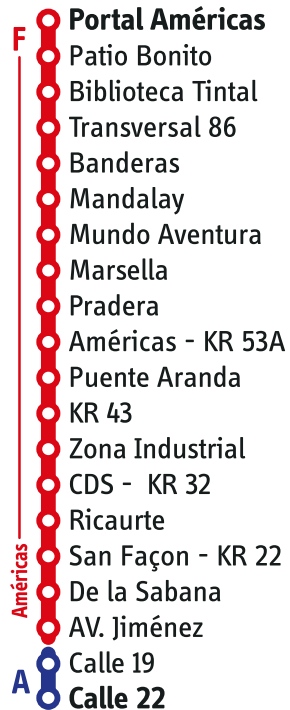 F
Portal Américas
Patio Bonito
Biblioteca Tintal
Transversal 86
Banderas
Mandalay
Mundo Aventura
Marsella
Pradera
Américas - KR 53A
Puente Aranda
KR 43
Zona Industrial
CDS - KR 32
Ricaurte
San Façon - KR 22
De la Sabana
AV. Jiménez
Américas
A
Calle 19
Calle 22